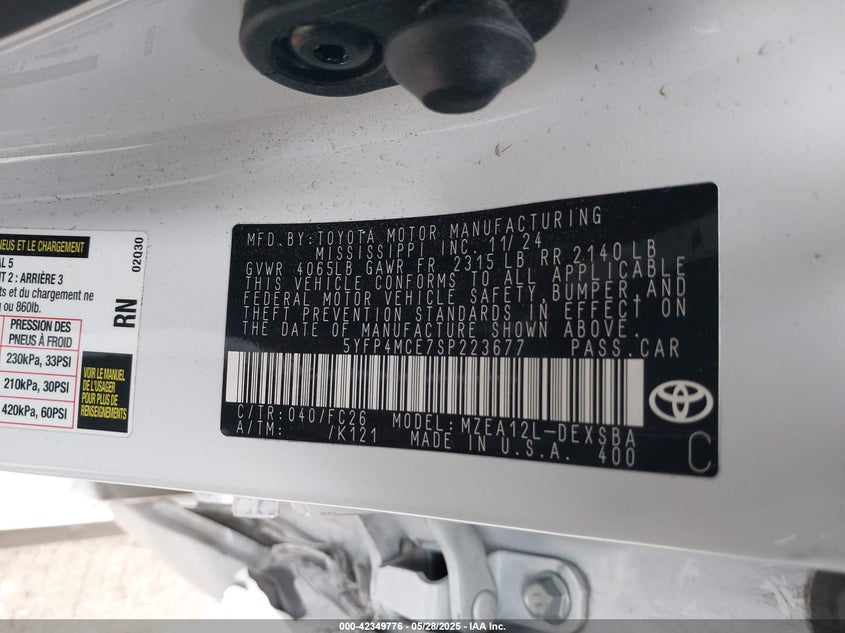 NEUS ET LE CHARGEMENT
AL 5
T 2 : ARRIÈRE 3
ts et du chargement ne
ou 860lb.
PRESSION DES
PNEUS À FROID
230kPa, 33PSI
210kPa, 30PSI
420kPa, 60PSI
VOIR LE MANUEL
DE L'USAGER
POUR PLUS DE
RENSEIGNEMENTS
02Q30
RN
MFD. BY: TOYOTA MOTOR MANUFACTURING
MISSISSIPPI INC. 11/24
GVWR 4065LB GAWR FR 2315 LB RR 2140 LB
THIS VEHICLE CONFORMS TO ALL APPLICABLE
FEDERAL MOTOR VEHICLE SAFETY, BUMPER, AND
THEFT PREVENTION STANDARDS IN EFFECT ON
THE DATE OF MANUFACTURE SHOWN ABOVE.
5YFP4MCE7SP223677 PASS. CAR
C/TR: 040/FC26 MODEL: MZEA12L-DEXSBA
A/TM: /K121 MADE IN U.S.A. 400
C
000-42349776 - 05/28/2025 - IAA Inc.